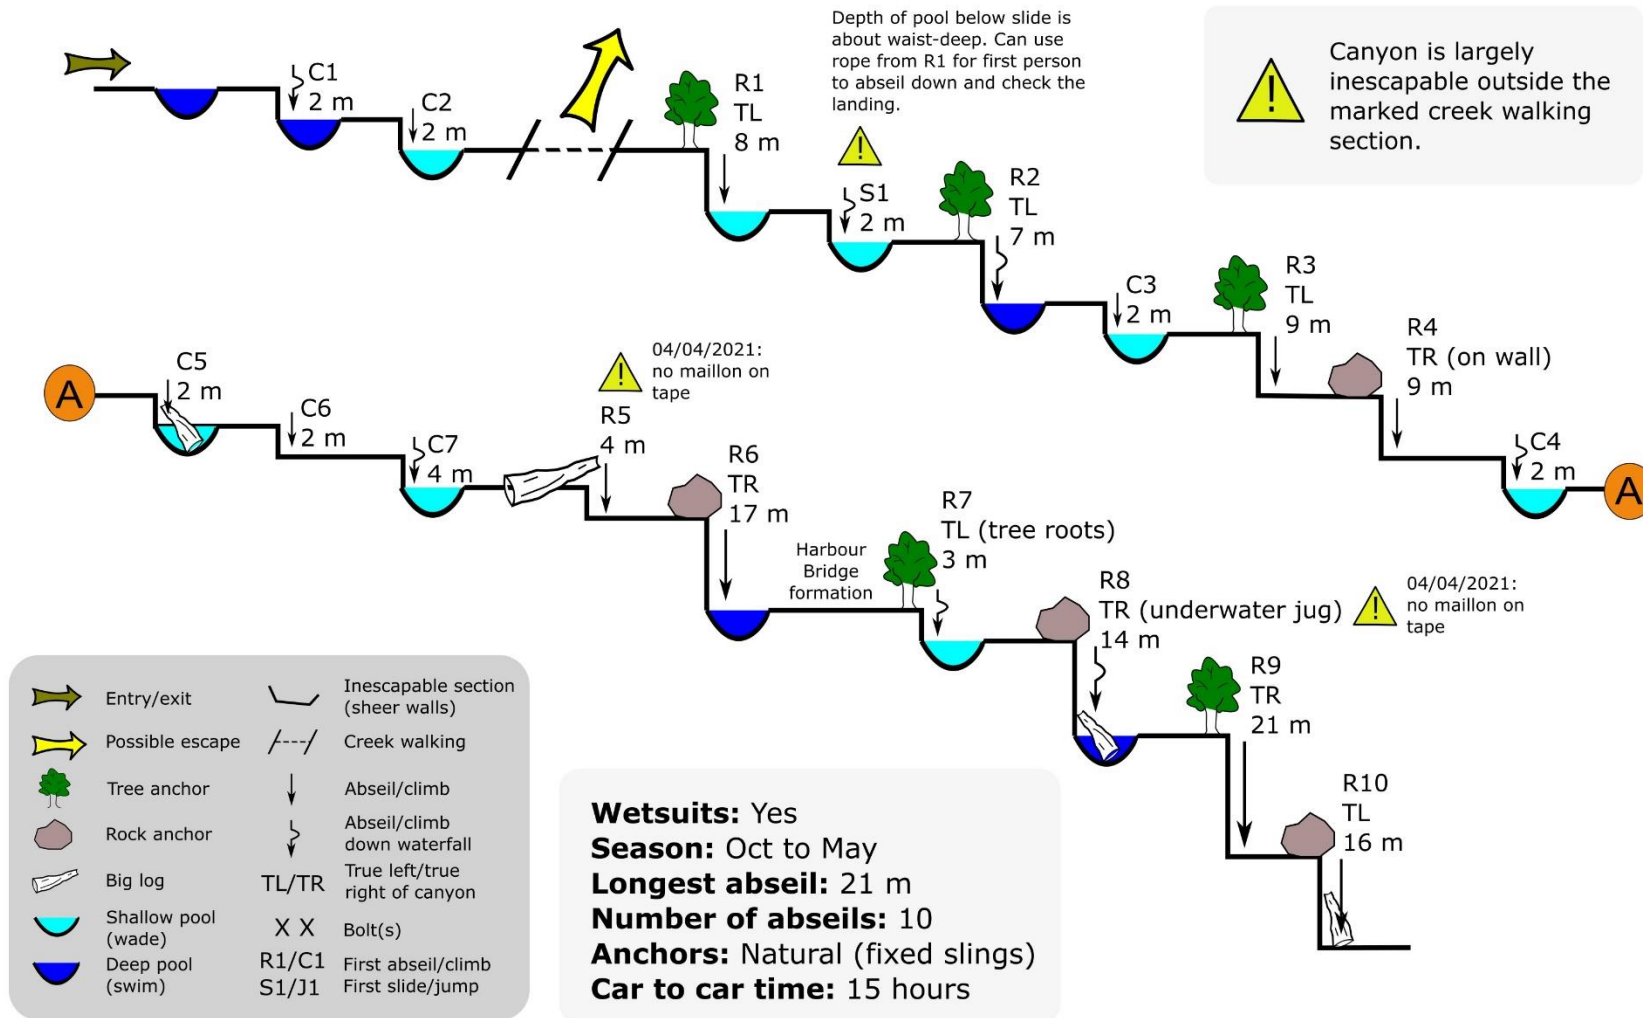 Depth of pool below slide is
about waist-deep. Can use
rope from R1 for first person
to abseil down and check the
landing.
Canyon is largely
inescapable outside the
marked creek walking
section.
C1
2 m
C2
2 m
R1
TL
8 m
S1
2 m
R2
TL
7 m
C3
2 m
R3
TL
9 m
R4
TR (on wall)
9 m
C4
2 m
A
A
C5
2 m
C6
2 m
C7
4 m
04/04/2021:
no maillon on
tape
R5
4 m
R6
TR
17 m
Harbour
Bridge
formation
R7
TL (tree roots)
3 m
R8
TR (underwater jug)
14 m
04/04/2021:
no maillon on
tape
R9
TR
21 m
R10
TL
16 m
Entry/exit
Possible escape
Tree anchor
Rock anchor
Big log
Shallow pool
(wade)
Deep pool
(swim)
Inescapable section
(sheer walls)
Creek walking
Abseil/climb
Abseil/climb
down waterfall
TL/TR True left/true
right of canyon
X X Bolt(s)
R1/C1 First abseil/climb
S1/J1 First slide/jump
Wetsuits: Yes
Season: Oct to May
Longest abseil: 21 m
Number of abseils: 10
Anchors: Natural (fixed slings)
Car to car time: 15 hours